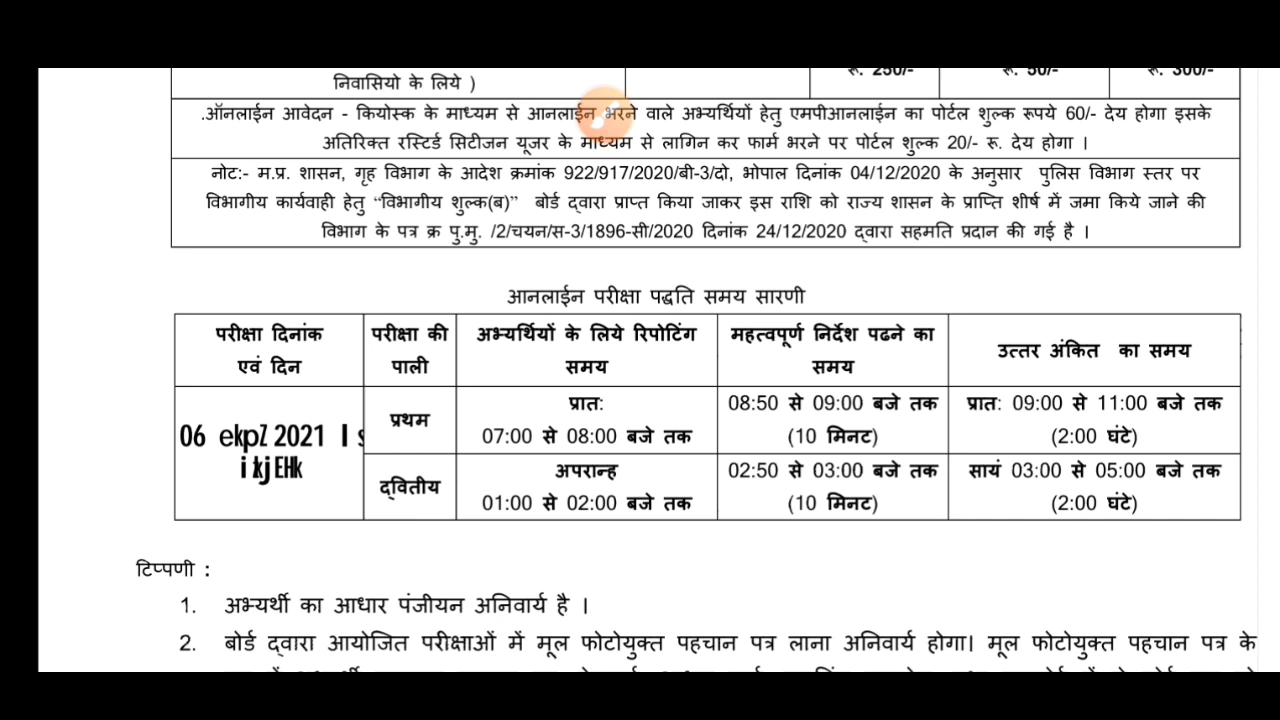 निवासियो के लिये )
रू. 250/- रू. 50/- रू. 300/-
.ऑनलाईन आवेदन - कियोस्क के माध्यम से आनलाईन भरने वाले अभ्यर्थियों हेतु एमपीआनलाईन का पोर्टल शुल्क रूपये 60/- देय होगा इसके
अतिरिक्त रस्टिर्ड सिटीजन यूजर के माध्यम से लागिन कर फार्म भरने पर पोर्टल शुल्क 20/- रू. देय होगा ।
नोट:- म.प्र. शासन, गृह विभाग के आदेश क्रमांक 922/917/2020/बी-3/दो, भोपाल दिनांक 04/12/2020 के अनुसार पुलिस विभाग स्तर पर
विभागीय कार्यवाही हेतु “विभागीय शुल्क(ब)” बोर्ड द्वारा प्राप्त किया जाकर इस राशि को राज्य शासन के प्राप्ति शीर्ष में जमा किये जाने की
विभाग के पत्र क्र पु.मु. /2/चयन/स-3/1896-सी/2020 दिनांक 24/12/2020 द्वारा सहमति प्रदान की गई है ।
आनलाईन परीक्षा पद्धति समय सारणी
परीक्षा दिनांक परीक्षा की अभ्यर्थियों के लिये रिपोटिंग महत्वपूर्ण निर्देश पढने का उत्तर अंकित का समय
एवं दिन पाली समय समय
06 ekpZ 2021 l s
i kjEHk
प्रथम प्रात: 08:50 से 09:00 बजे तक प्रात: 09:00 से 11:00 बजे तक
07:00 से 08:00 बजे तक (10 मिनट) (2:00 घंटे)
द्वितीय अपरान्ह 02:50 से 03:00 बजे तक सायं 03:00 से 05:00 बजे तक
01:00 से 02:00 बजे तक (10 मिनट) (2:00 घंटे)
टिप्पणी :
1. अभ्यर्थी का आधार पंजीयन अनिवार्य है ।
2. बोर्ड द्वारा आयोजित परीक्षाओं में मूल फोटोयुक्त पहचान पत्र लाना अनिवार्य होगा। मूल फोटोयुक्त पहचान पत्र के